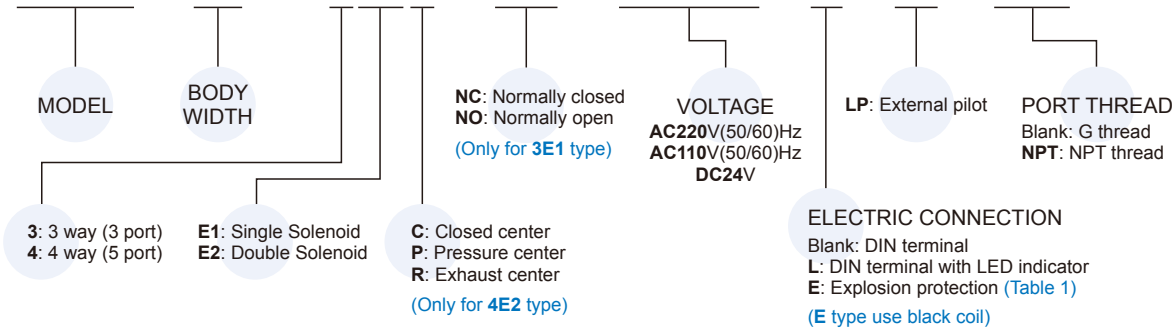 MODEL
BODY
WIDTH
NC: Normally closed
NO: Normally open
(Only for 3E1 type)
VOLTAGE
AC220V(50/60)Hz
AC110V(50/60)Hz
DC24V
LP: External pilot
PORT THREAD
Blank: G thread
NPT: NPT thread
3: 3 way (3 port)
4: 4 way (5 port)
E1: Single Solenoid
E2: Double Solenoid
C: Closed center
P: Pressure center
R: Exhaust center
(Only for 4E2 type)
ELECTRIC CONNECTION
Blank: DIN terminal
L: DIN terminal with LED indicator
E: Explosion protection (Table 1)
(E type use black coil)